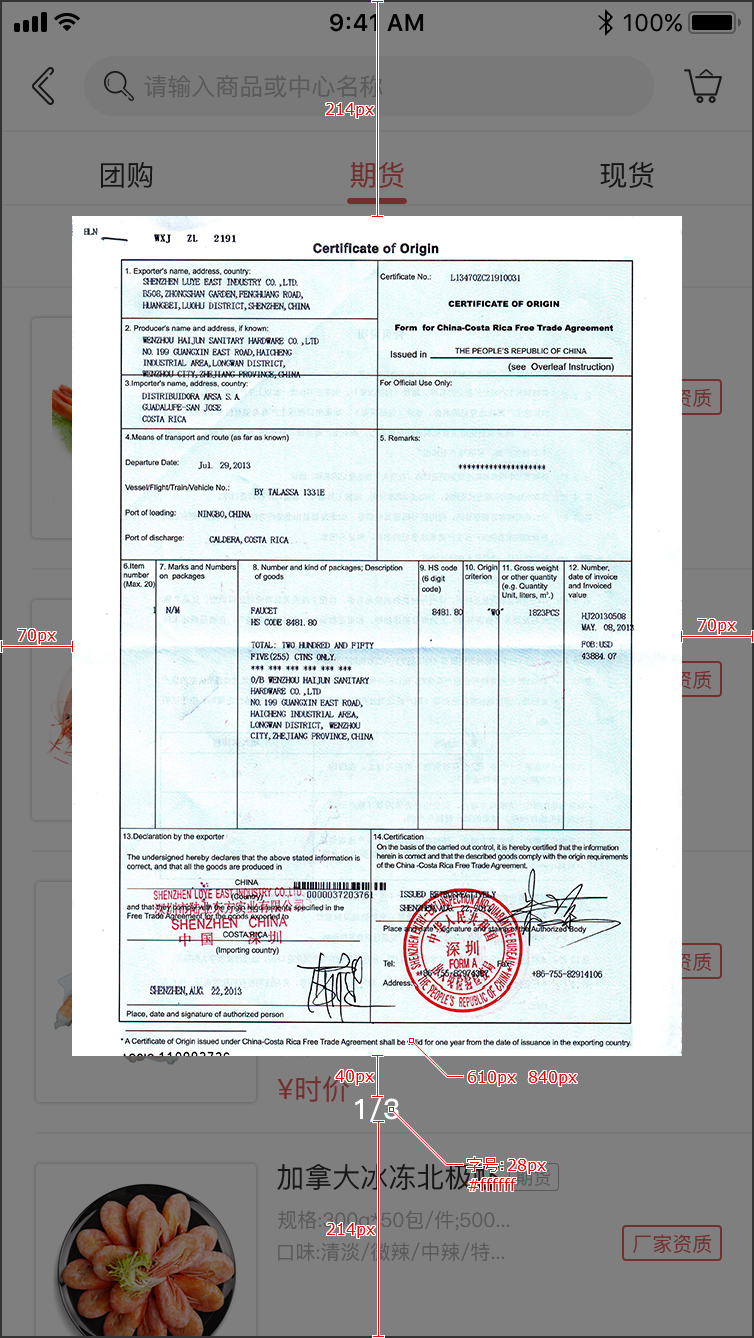 9:41 AM
100%
请输入商品或中心名称
214px
团购
期货
现货
BLN
WXJ ZL 2191
Certificate of Origin
1. Exporter's name, address, country:
SHENZHEN LUYE EAST INDUSTRY CO.,LTD.
B508,ZHONGSHAN GARDEN,FENGHUANG ROAD,
HUANGBEI,LUOHU DISTRICT,SHENZHEN,CHINA
Certificate No.: L13470ZC21910031
CERTIFICATE OF ORIGIN
Form for China-Costa Rica Free Trade Agreement
Issued in THE PEOPLE'S REPUBLIC OF CHINA
(see Overleaf Instruction)
2. Producer's name and address, if known:
WENZHOU HAIJUN SANITARY HARDWARE CO.,LTD
NO.199 GUANGXIN EAST ROAD,HAICHENG
INDUSTRIAL AREA,LONGWAN DISTRICT,
WENZHOU CITY,ZHEJIANG PROVINCE,CHINA
3.Importer's name, address, country:
DISTRIBUIDORA ARSA S.A
GUADALUPE-SAN JOSE
COSTA RICA
For Official Use Only:
资质
4.Means of transport and route (as far as known)
Departure Date: Jul. 29,2013
Vessel/Flight/Train/Vehicle No.: BY TALASSA 1331E
Port of loading: NINGBO,CHINA
Port of discharge: CALDERA,COSTA RICA
5. Remarks:
********************
6.Item number (Max. 20)
7. Marks and Numbers on packages
8. Number and kind of packages; Description of goods
9. HS code (6 digit code)
10. Origin criterion
11. Gross weight or other quantity (e.g. Quantity Unit, liters, m³.)
12. Number, date of invoice and Invoiced value
1
N/M
FAUCET
HS CODE 8481.80
8481.80
"WO"
1823PCS
HJ20130508
MAY. 08,2013
FOB:USD
43884.07
TOTAL: TWO HUNDRED AND FIFTY
FIVE(255) CTNS ONLY.
*** *** *** *** *** *** ***
O/B WENZHOU HAIJUN SANITARY
HARDWARE CO.,LTD
NO.199 GUANGXIN EAST ROAD,
HAICHENG INDUSTRIAL AREA,
LONGWAN DISTRICT, WENZHOU
CITY,ZHEJIANG PROVINCE,CHINA
70px
70px
资质
13.Declaration by the exporter
The undersigned hereby declares that the above stated information is
correct, and that all the goods are produced in
CHINA
(country)
and that they comply with the origin requirements specified in the
Free Trade Agreement for the goods exported to
COSTA RICA
(Importing country)
SHENZHEN LUYE EAST INDUSTRY CO.,LTD.
SHENZHEN CHINA
中国 深圳
0000037203761
SHENZHEN,AUG. 22,2013
Place, date and signature of authorized person
14.Certification
On the basis of the carried out control, it is hereby certified that the information
herein is correct and that the described goods comply with the origin requirements
of the China -Costa Rica Free Trade Agreement.
ISSUED RETROSPECTIVELY
Place and date, signature and stamp of the Authorized Body
深圳
FORM A
Tel: +86-755-82974362
Fax: +86-755-82914106
Address:
资质
* A Certificate of Origin issued under China-Costa Rica Free Trade Agreement shall be valid for one year from the date of issuance in the exporting country.
40px
610px 840px
¥时价
1/3
字号:28px
#ffffff
加拿大冰冻北极虾
期货
规格:300g*50包/件;500...
214px
口味:清淡/微辣/中辣/特...
厂家资质